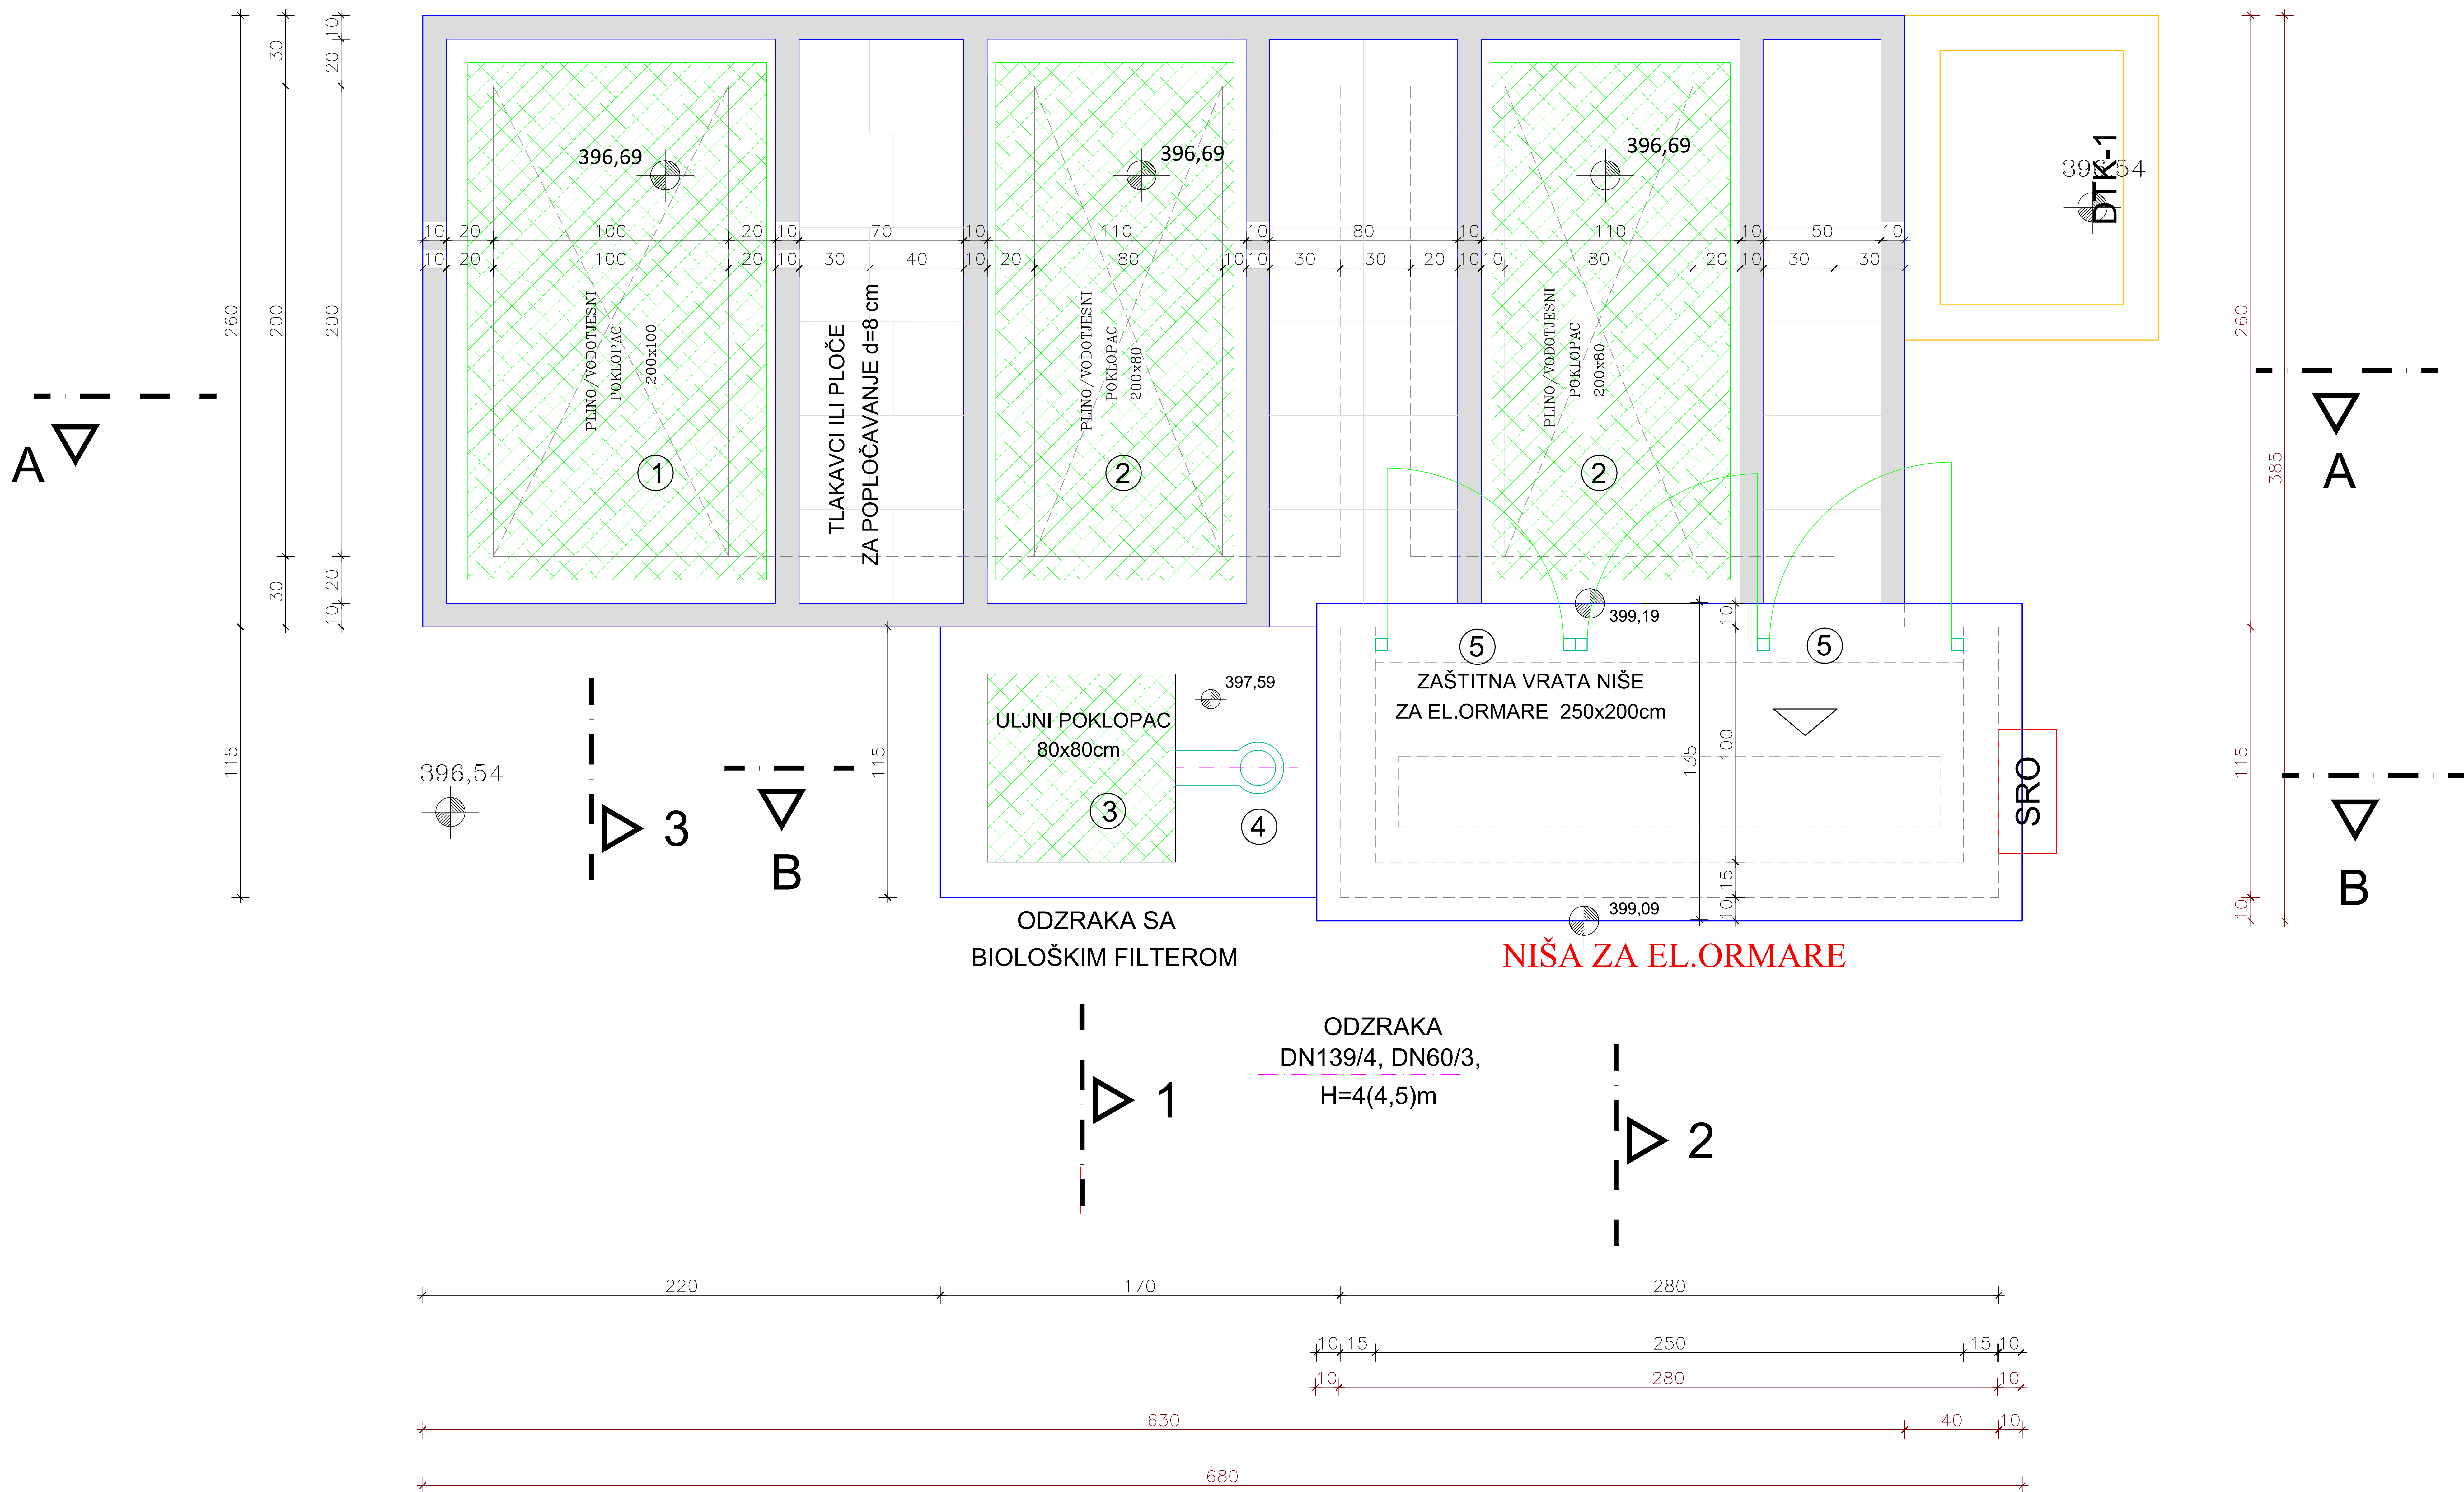 10
30
20
260
200
200
30
20
10
115
396,69
396,69
396,69
396,54
DTK-1
10 20 100 20 10 70 10 110 10 80 10 110 10 50 10
10 20 100 20 10 30 40 10 20 80 10 10 30 30 20 10 10 80 20 10 30 30
PLINO/VODOTJESNI
POKLOPAC
200x100
TLAKAVCI ILI PLOČE
ZA POPLOČAVANJE d=8 cm
PLINO/VODOTJESNI
POKLOPAC
200x80
PLINO/VODOTJESNI
POKLOPAC
200x80
1
2
2
A
A
260
385
115
10
399,19
10
5
5
ZAŠTITNA VRATA NIŠE
ZA EL.ORMARE 250x200cm
397,59
ULJNI POKLOPAC
80x80cm
3
4
115
135
100
15
10
SRO
396,54
3
B
B
399,09
ODZRAKA SA
BIOLOŠKIM FILTEROM
NIŠA ZA EL.ORMARE
ODZRAKA
DN139/4, DN60/3,
H=4(4,5)m
1
2
220 170 280
10 15 250 15 10
10 280 10
630 40 10
680